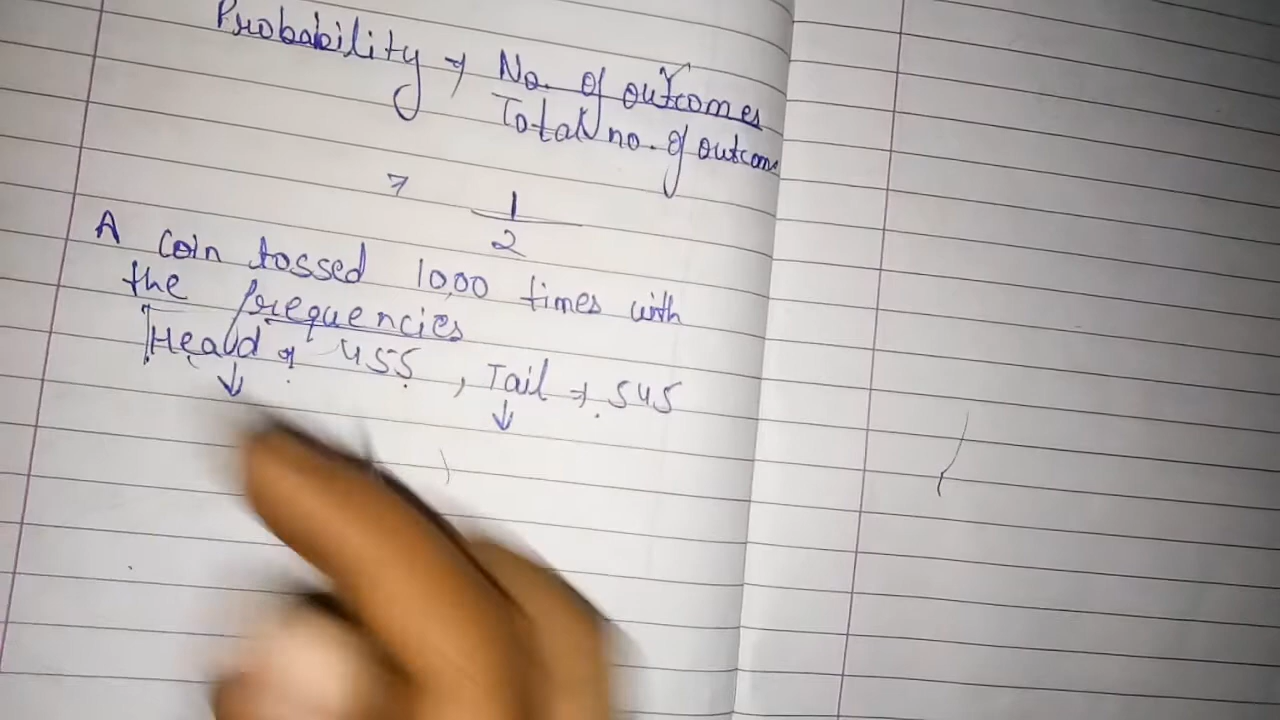 Probability → No. of outcomes
Total no. of outcom
→ 1
2
A coin tossed 1000 times with
the frequencies
Head → 455, Tail → 545